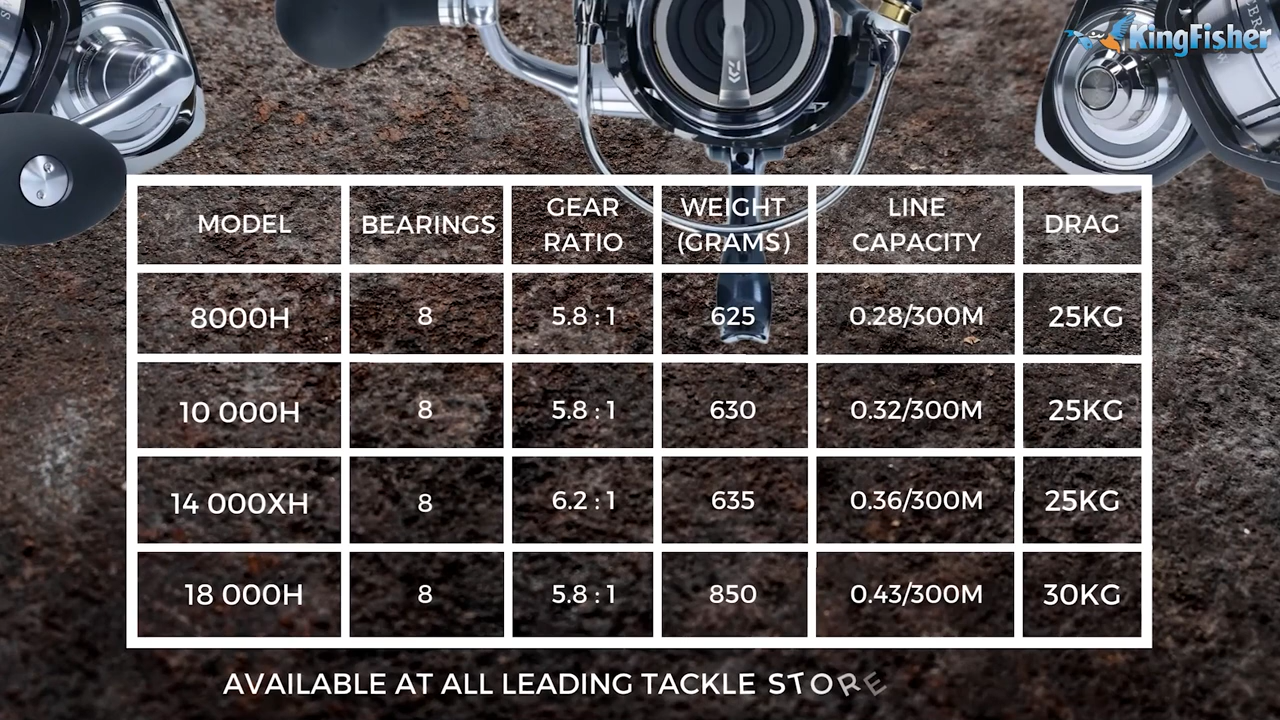 KingFisher
MODEL BEARINGS GEAR RATIO WEIGHT (GRAMS) LINE CAPACITY DRAG
8000H 8 5.8 : 1 625 0.28/300M 25KG
10 000H 8 5.8 : 1 630 0.32/300M 25KG
14 000XH 8 6.2 : 1 635 0.36/300M 25KG
18 000H 8 5.8 : 1 850 0.43/300M 30KG
AVAILABLE AT ALL LEADING TACKLE STORE